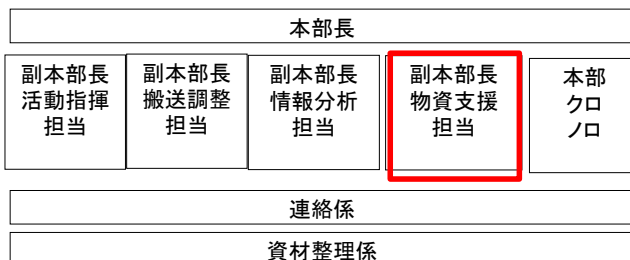 本部長
副本部長
活動指揮
担当
副本部長
搬送調整
担当
副本部長
情報分析
担当
副本部長
物資支援
担当
本部
クロ
ノロ
連絡係
資材整理係